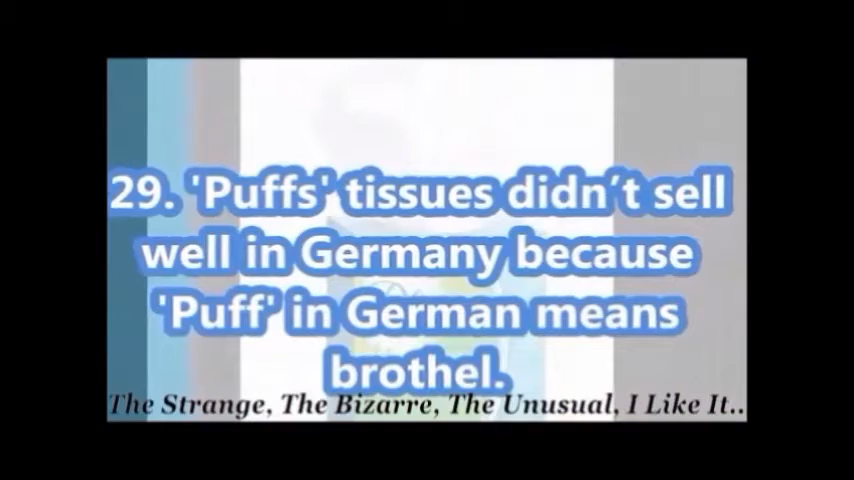 29. 'Puffs' tissues didn’t sell
well in Germany because
'Puff' in German means
brothel.
The Strange, The Bizarre, The Unusual, I Like It..